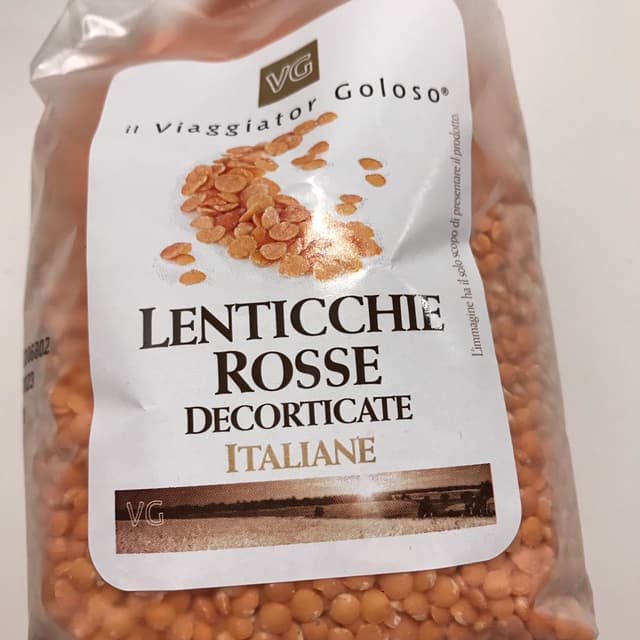 VG
il Viaggiator Goloso®
LENTICCHIE
ROSSE
DECORTICATE
ITALIANE
VG
L'immagine ha il solo scopo di presentare il prodotto.